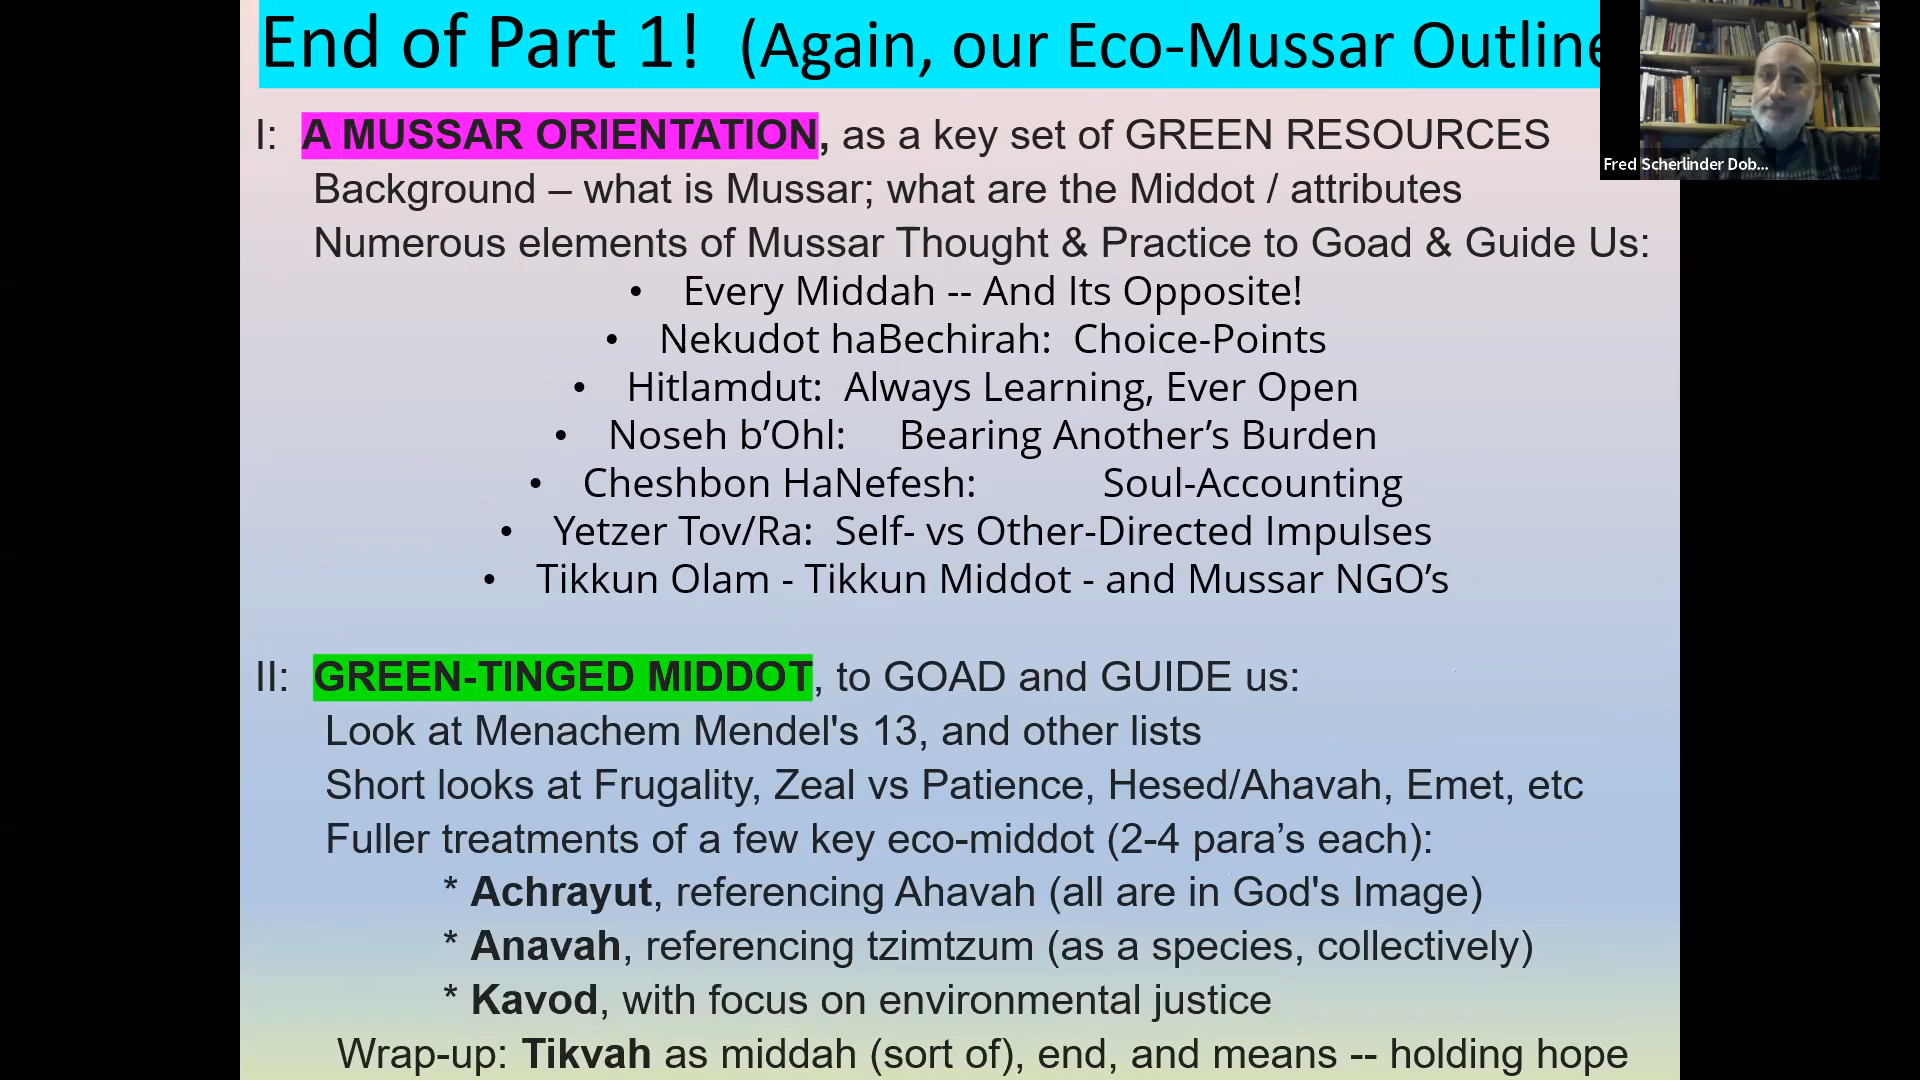 End of Part 1!  (Again, our Eco-Mussar Outline
Fred Scherlinder Dob...
I:  A MUSSAR ORIENTATION, as a key set of GREEN RESOURCES
Background – what is Mussar; what are the Middot / attributes
Numerous elements of Mussar Thought & Practice to Goad & Guide Us:
• Every Middah -- And Its Opposite!
• Nekudot haBechirah:  Choice-Points
• Hitlamdut:  Always Learning, Ever Open
• Noseh b’Ohl:  Bearing Another’s Burden
• Cheshbon HaNefesh:  Soul-Accounting
• Yetzer Tov/Ra:  Self- vs Other-Directed Impulses
• Tikkun Olam - Tikkun Middot - and Mussar NGO’s
II:  GREEN-TINGED MIDDOT, to GOAD and GUIDE us:
Look at Menachem Mendel's 13, and other lists
Short looks at Frugality, Zeal vs Patience, Hesed/Ahavah, Emet, etc
Fuller treatments of a few key eco-middot (2-4 para’s each):
* Achrayut, referencing Ahavah (all are in God's Image)
* Anavah, referencing tzimtzum (as a species, collectively)
* Kavod, with focus on environmental justice
Wrap-up: Tikvah as middah (sort of), end, and means -- holding hope